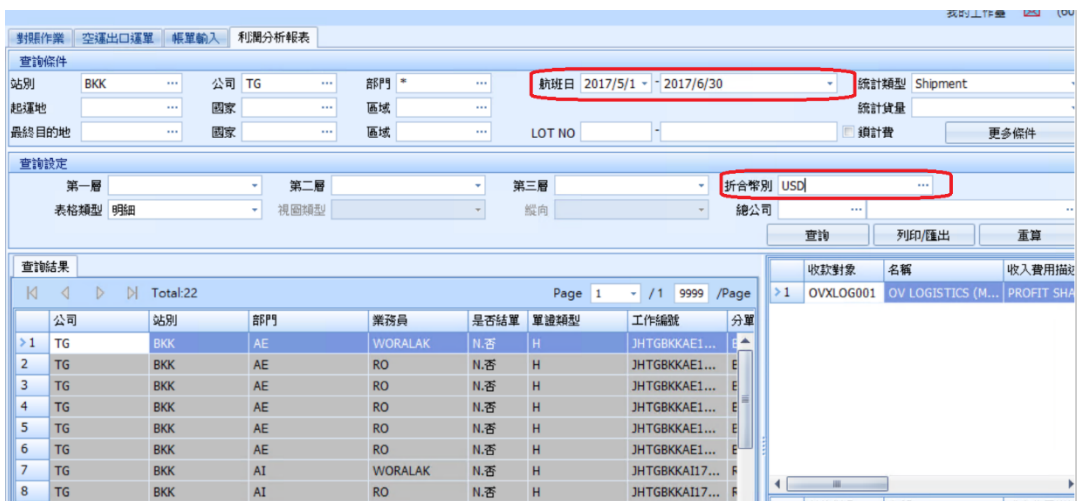 我的工作臺 (60
對賬作業 空運出口運單 帳單輸入 利潤分析報表
查詢條件
站別 BKK ... 公司 TG ... 部門 * ... 航班日 2017/5/1 - 2017/6/30 統計類型 Shipment
起運地 ... 國家 ... 區域 ... 統計貨量
最終目的地 ... 國家 ... 區域 ... LOT NO - 鎖計費 更多條件
查詢設定
第一層 第二層 第三層 折合幣別 USD ...
表格類型 明細 視圖類型 縱向 總公司 ...
查詢 列印/匯出 重算
查詢結果
Total:22 Page 1 / 1 9999 /Page
公司 站別 部門 業務員 是否結單 單證類型 工作編號 分單
1 TG BKK AE WORALAK N.否 H JHTGBKKAE1... E
2 TG BKK AE RO N.否 H JHTGBKKAE1... E
3 TG BKK AE RO N.否 H JHTGBKKAE1... E
4 TG BKK AE RO N.否 H JHTGBKKAE1... E
5 TG BKK AE RO N.否 H JHTGBKKAE1... E
6 TG BKK AE RO N.否 H JHTGBKKAE1... E
7 TG BKK AI WORALAK N.否 H JHTGBKKAI17... R
8 TG BKK AI RO N.否 H JHTGBKKAI17... R
收款對象 名稱 收入費用描述
1 OVXLOG001 OV LOGISTICS (M... PROFIT SHA